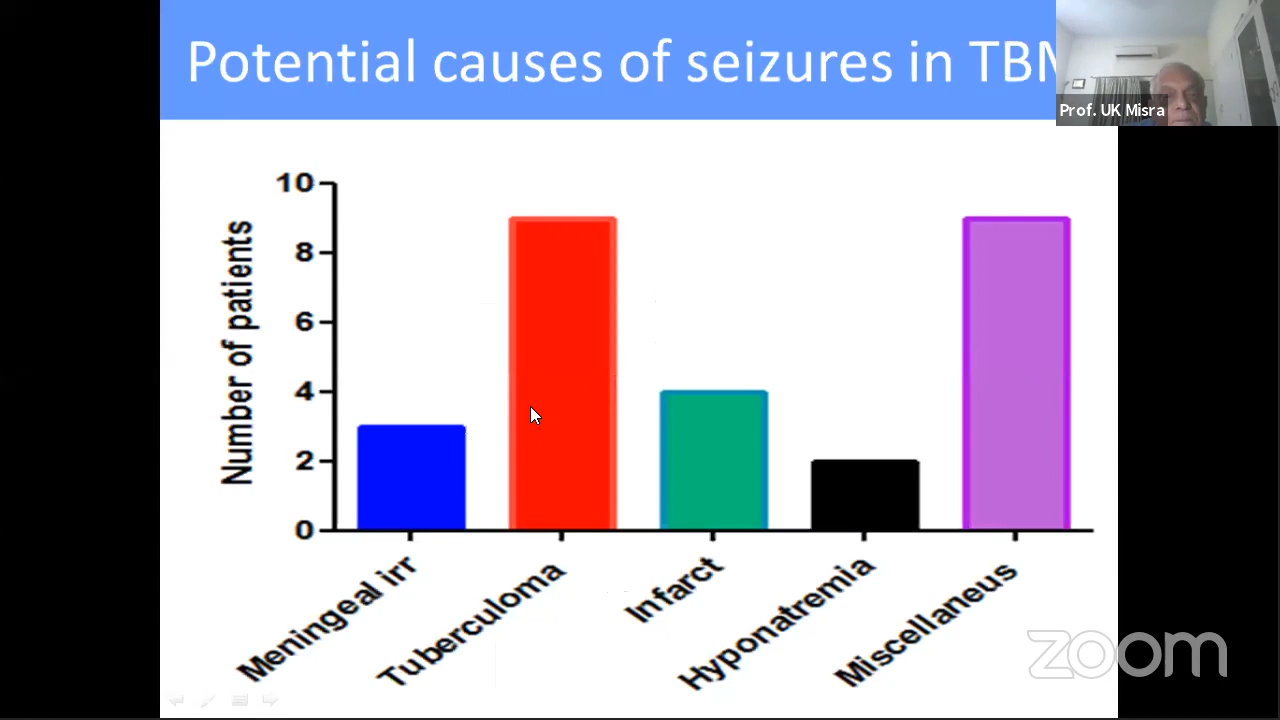 Potential causes of seizures in TBM
Prof. UK Misra
Number of patients
10
8
6
4
2
0
Meningeal irr
Tuberculoma
Infarct
Hyponatremia
Miscellaneus
zoom